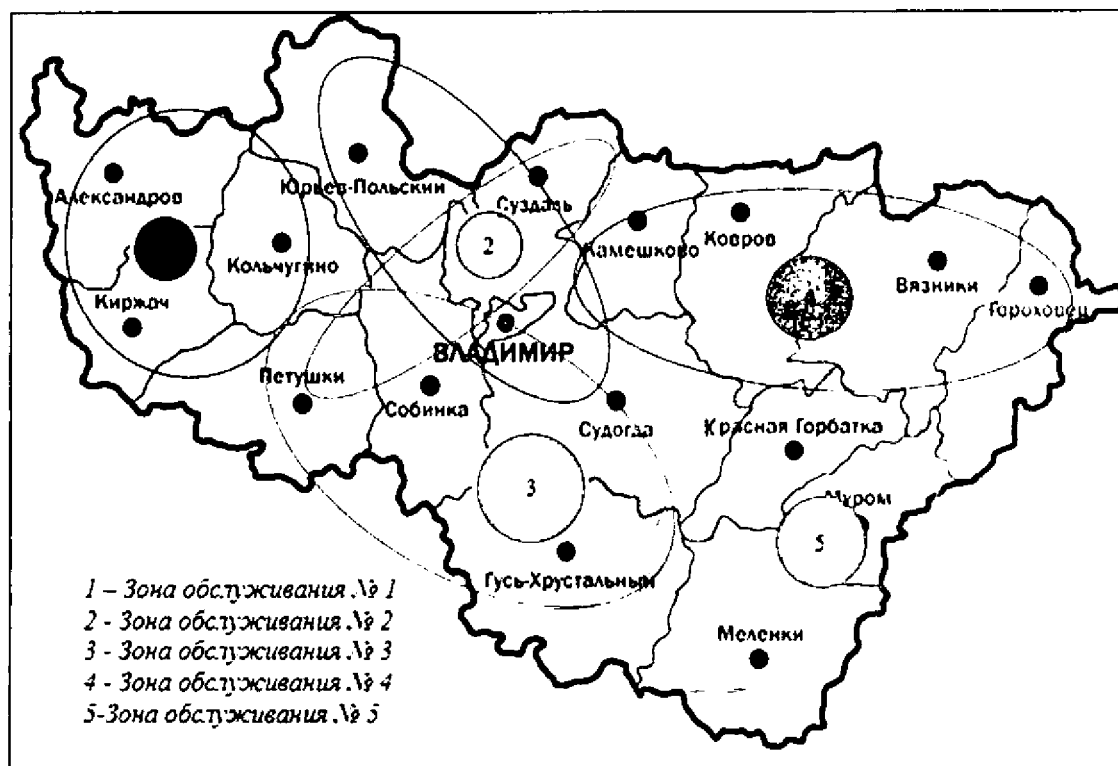 Александров
Юрьев-Польский
Суздаль
2
Кольчугино
Камешково
Ковров
Вязники
Гороховец
Киржач
ВЛАДИМИР
Петушки
Собинка
Судогда
Красная Горбатка
3
Муром
5
Гусь-Хрустальный
Меленки
1 – Зона обслуживания № 1
2 - Зона обслуживания № 2
3 - Зона обслуживания № 3
4 - Зона обслуживания № 4
5-Зона обслуживания № 5